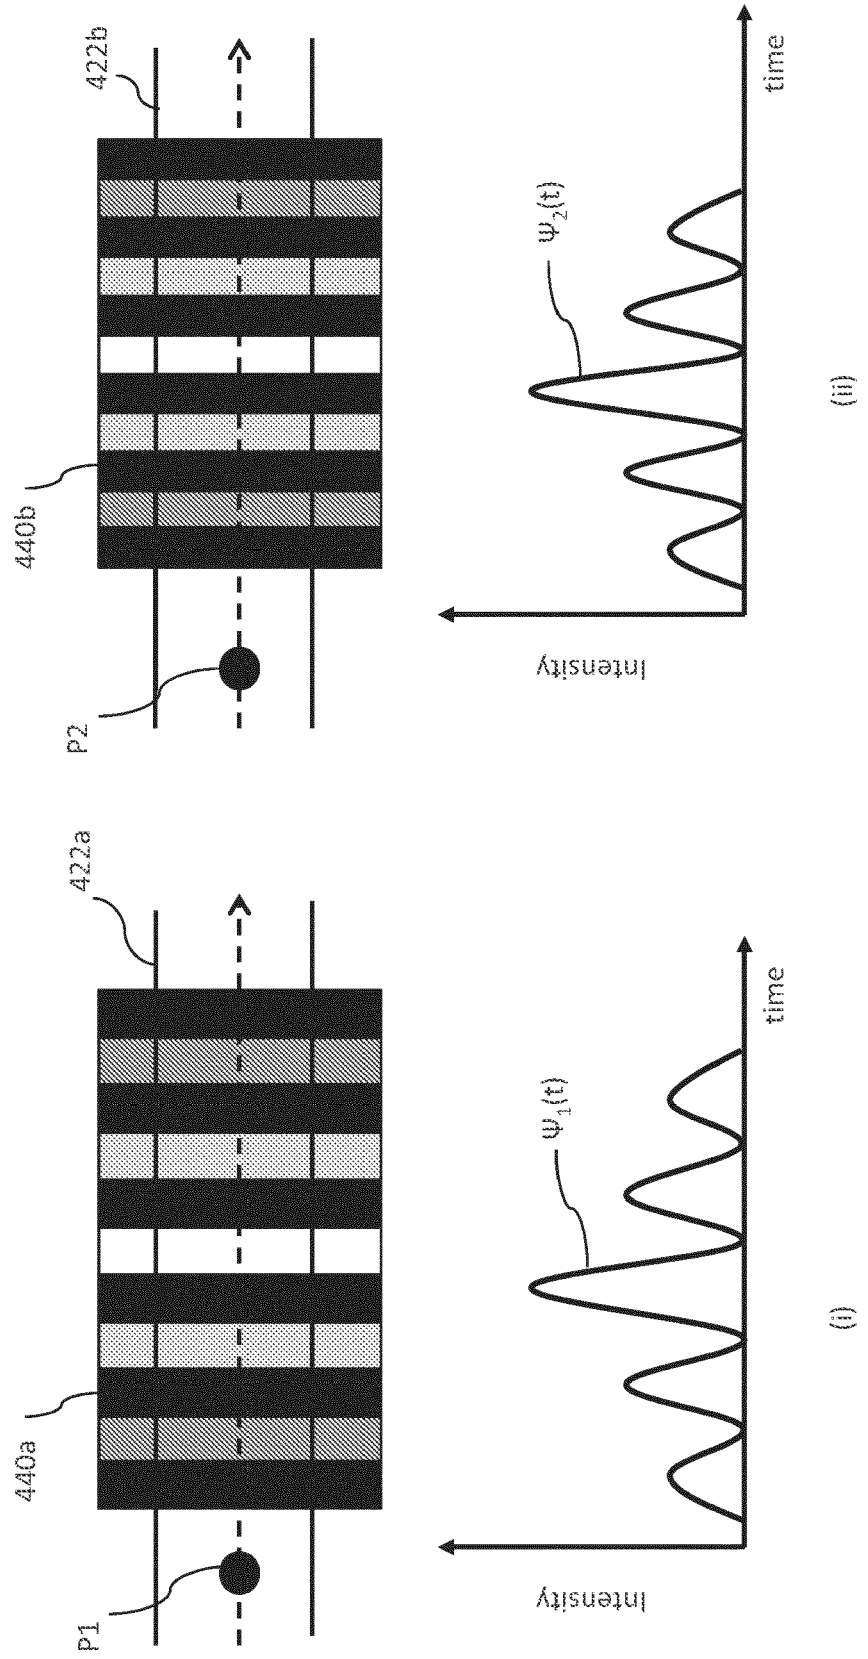 440a
422a
P1
Intensity
Ψ1(t)
time
(i)
440b
422b
P2
Intensity
Ψ2(t)
time
(ii)